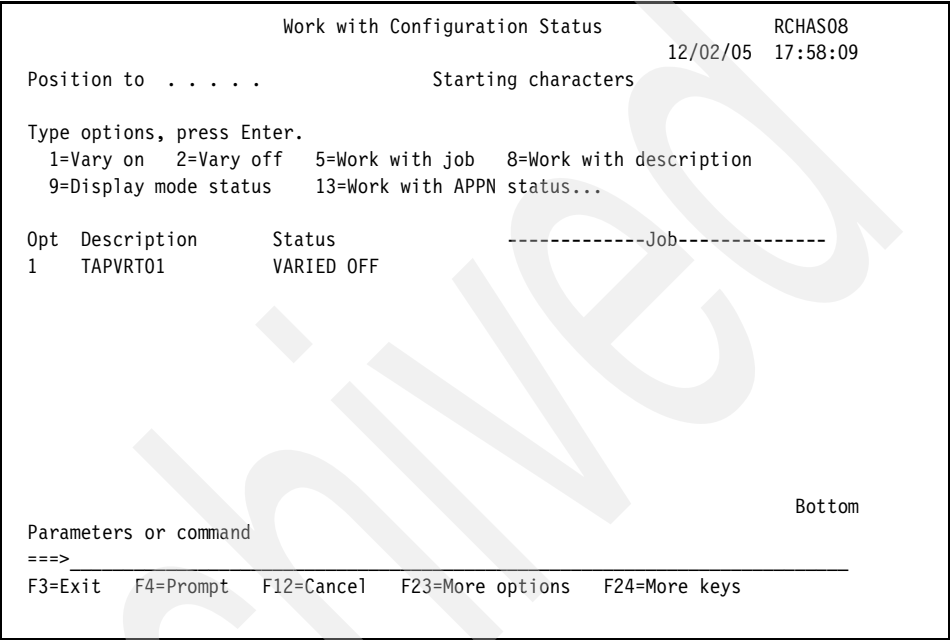 Work with Configuration Status RCHAS08
12/02/05 17:58:09
Position to . . . . . Starting characters
Type options, press Enter.
1=Vary on 2=Vary off 5=Work with job 8=Work with description
9=Display mode status 13=Work with APPN status...
Opt Description Status -------------Job--------------
1 TAPVRT01 VARIED OFF
Bottom
Parameters or command
===>
F3=Exit F4=Prompt F12=Cancel F23=More options F24=More keys
chived